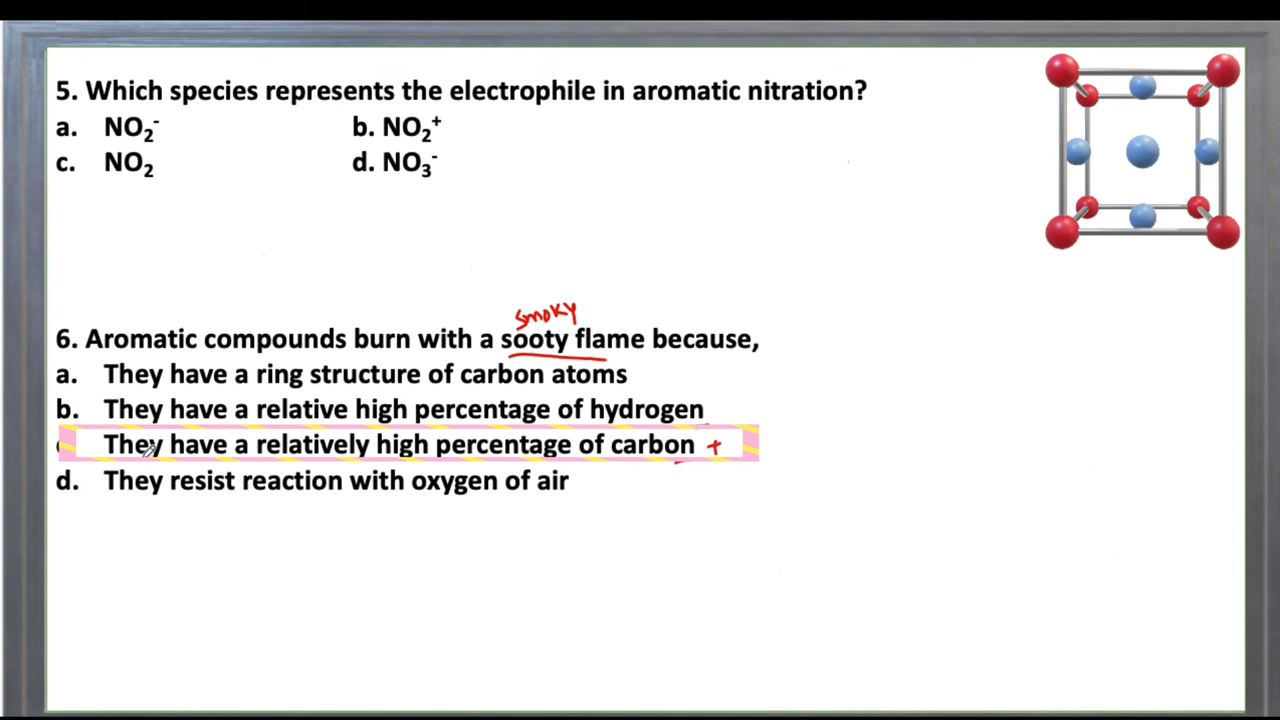 5. Which species represents the electrophile in aromatic nitration?
a. NO₂⁻ b. NO₂⁺
c. NO₂ d. NO₃⁻
smoky
6. Aromatic compounds burn with a sooty flame because,
a. They have a ring structure of carbon atoms
b. They have a relative high percentage of hydrogen
They have a relatively high percentage of carbon +
d. They resist reaction with oxygen of air